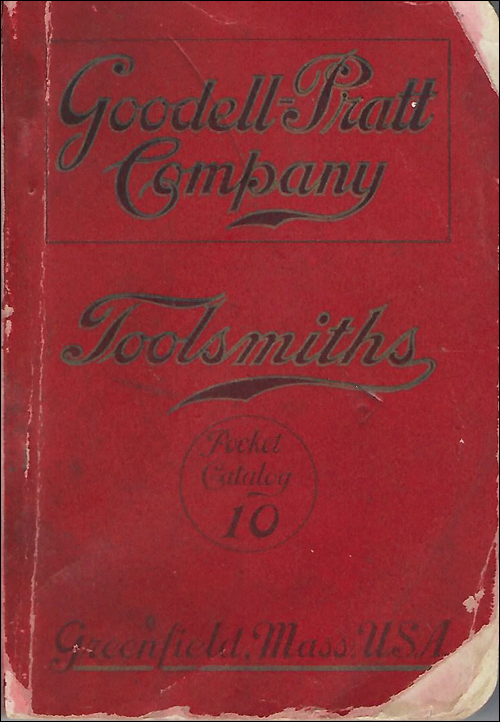 Goodell-Pratt
Company
Toolsmiths
Pocket
Catalog
10
Greenfield, Mass. U.S.A.